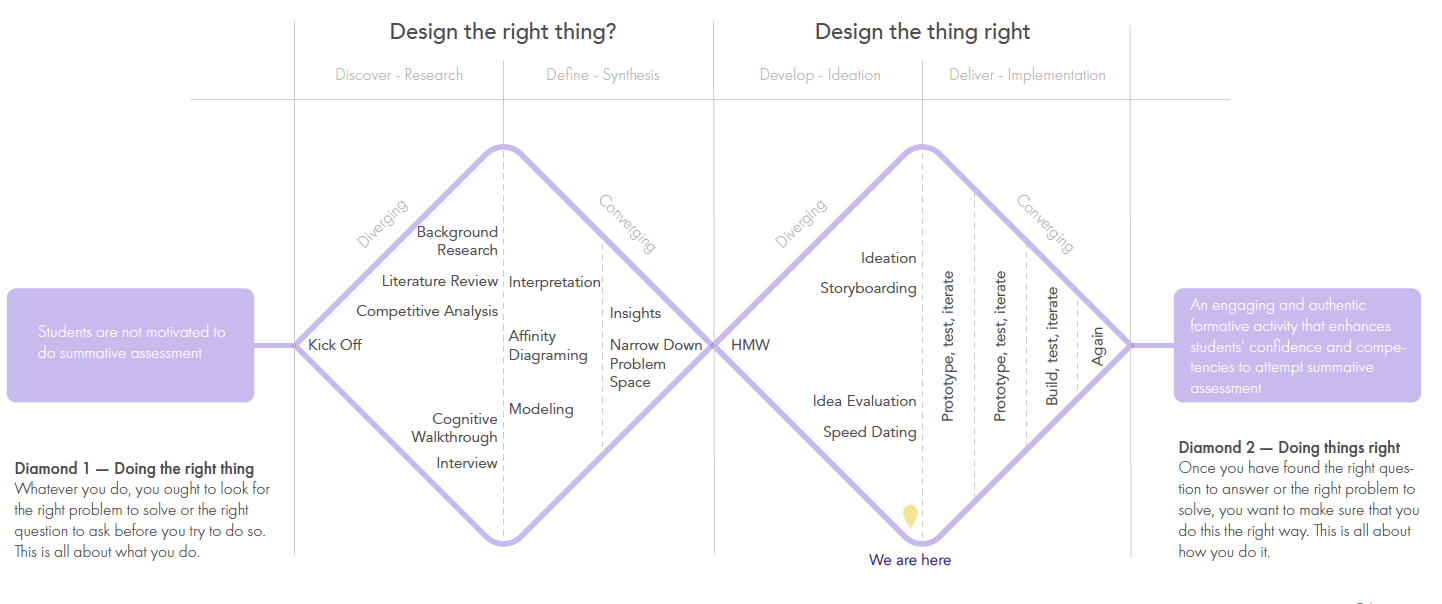 Design the right thing?
Design the thing right
Discover - Research
Define - Synthesis
Develop - Ideation
Deliver - Implementation
Students are not motivated to
do summative assessment
Diamond 1 — Doing the right thing
Whatever you do, you ought to look for
the right problem to solve or the right
question to ask before you try to do so.
This is all about what you do.
Diverging
Kick Off
Background
Research
Literature Review
Competitive Analysis
Cognitive
Walkthrough
Interview
Converging
Interpretation
Affinity
Diagraming
Modeling
Insights
Narrow Down
Problem
Space
Diverging
HMW
Ideation
Storyboarding
Idea Evaluation
Speed Dating
We are here
Converging
Prototype, test, iterate
Prototype, test, iterate
Build, test, iterate
Again
An engaging and authentic
formative activity that enhances
students’ confidence and compe-
tencies to attempt summative
assessment
Diamond 2 — Doing things right
Once you have found the right ques-
tion to answer or the right problem to
solve, you want to make sure that you
do this the right way. This is all about
how you do it.